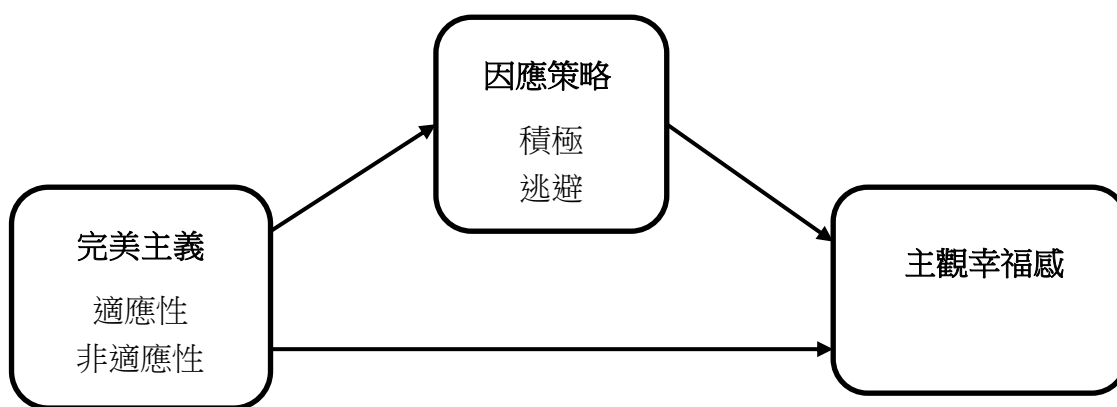 因應策略
積極
逃避
完美主義
適應性
非適應性
主觀幸福感